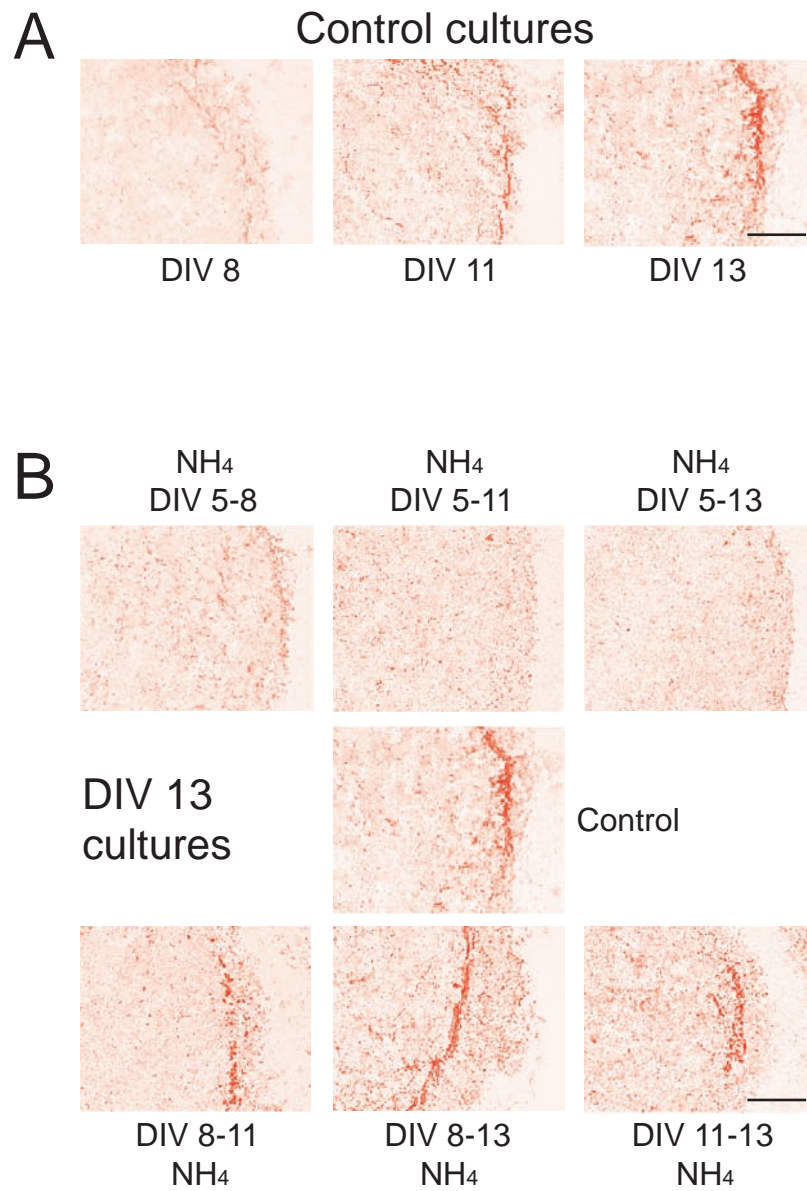 A
Control cultures
DIV 8
DIV 11
DIV 13
B
NH4
DIV 5-8
NH4
DIV 5-11
NH4
DIV 5-13
DIV 13
cultures
Control
DIV 8-11
NH4
DIV 8-13
NH4
DIV 11-13
NH4